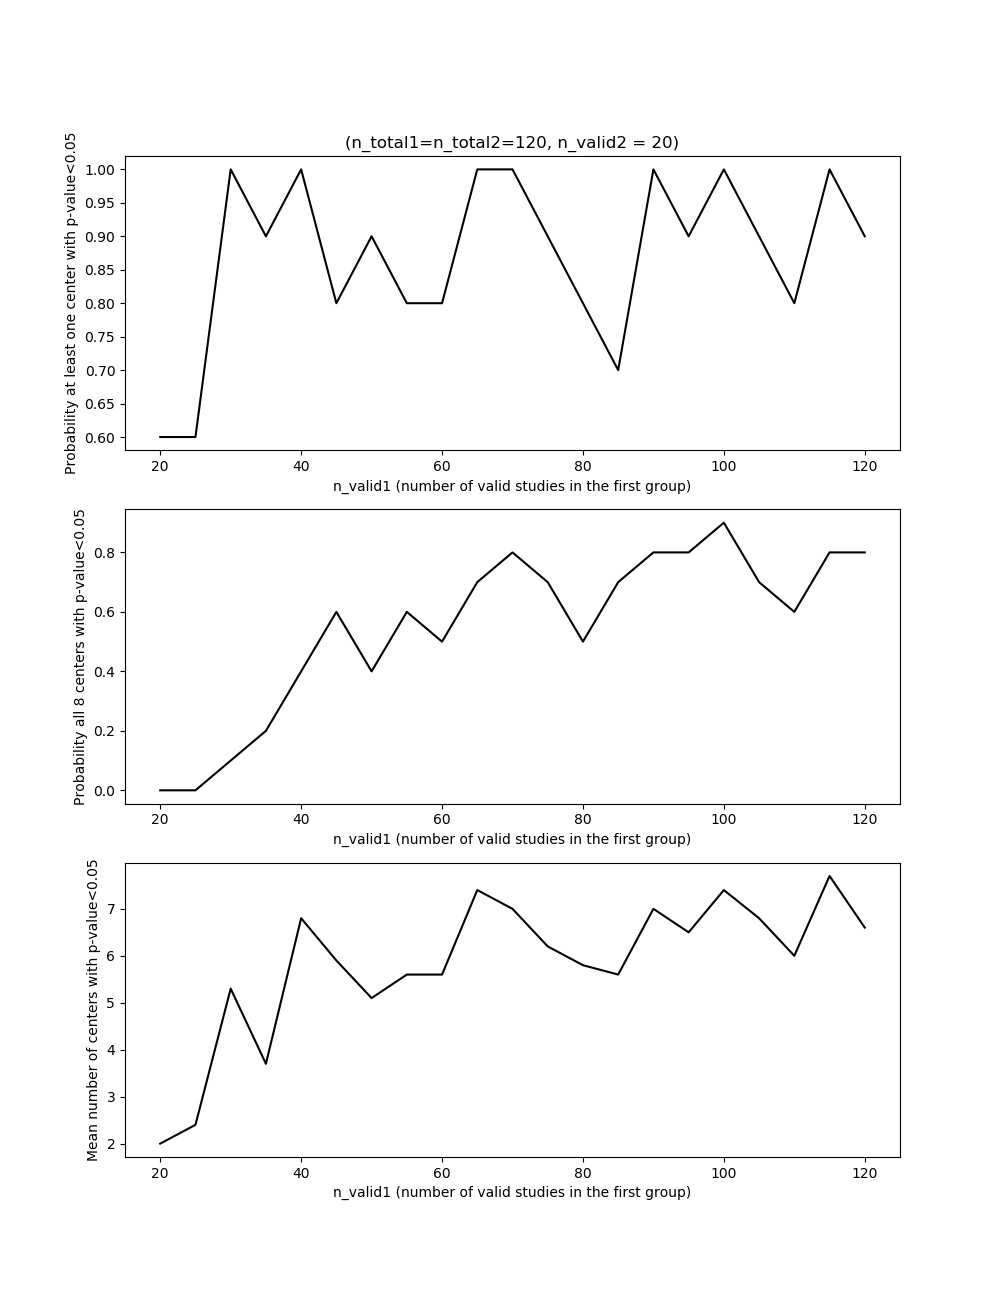 (n_total1=n_total2=120, n_valid2 = 20)
Probability at least one center with p-value<0.05
1.00
0.95
0.90
0.85
0.80
0.75
0.70
0.65
0.60
20 40 60 80 100 120
n_valid1 (number of valid studies in the first group)
Probability all 8 centers with p-value<0.05
0.8
0.6
0.4
0.2
0.0
20 40 60 80 100 120
n_valid1 (number of valid studies in the first group)
Mean number of centers with p-value<0.05
7
6
5
4
3
2
20 40 60 80 100 120
n_valid1 (number of valid studies in the first group)